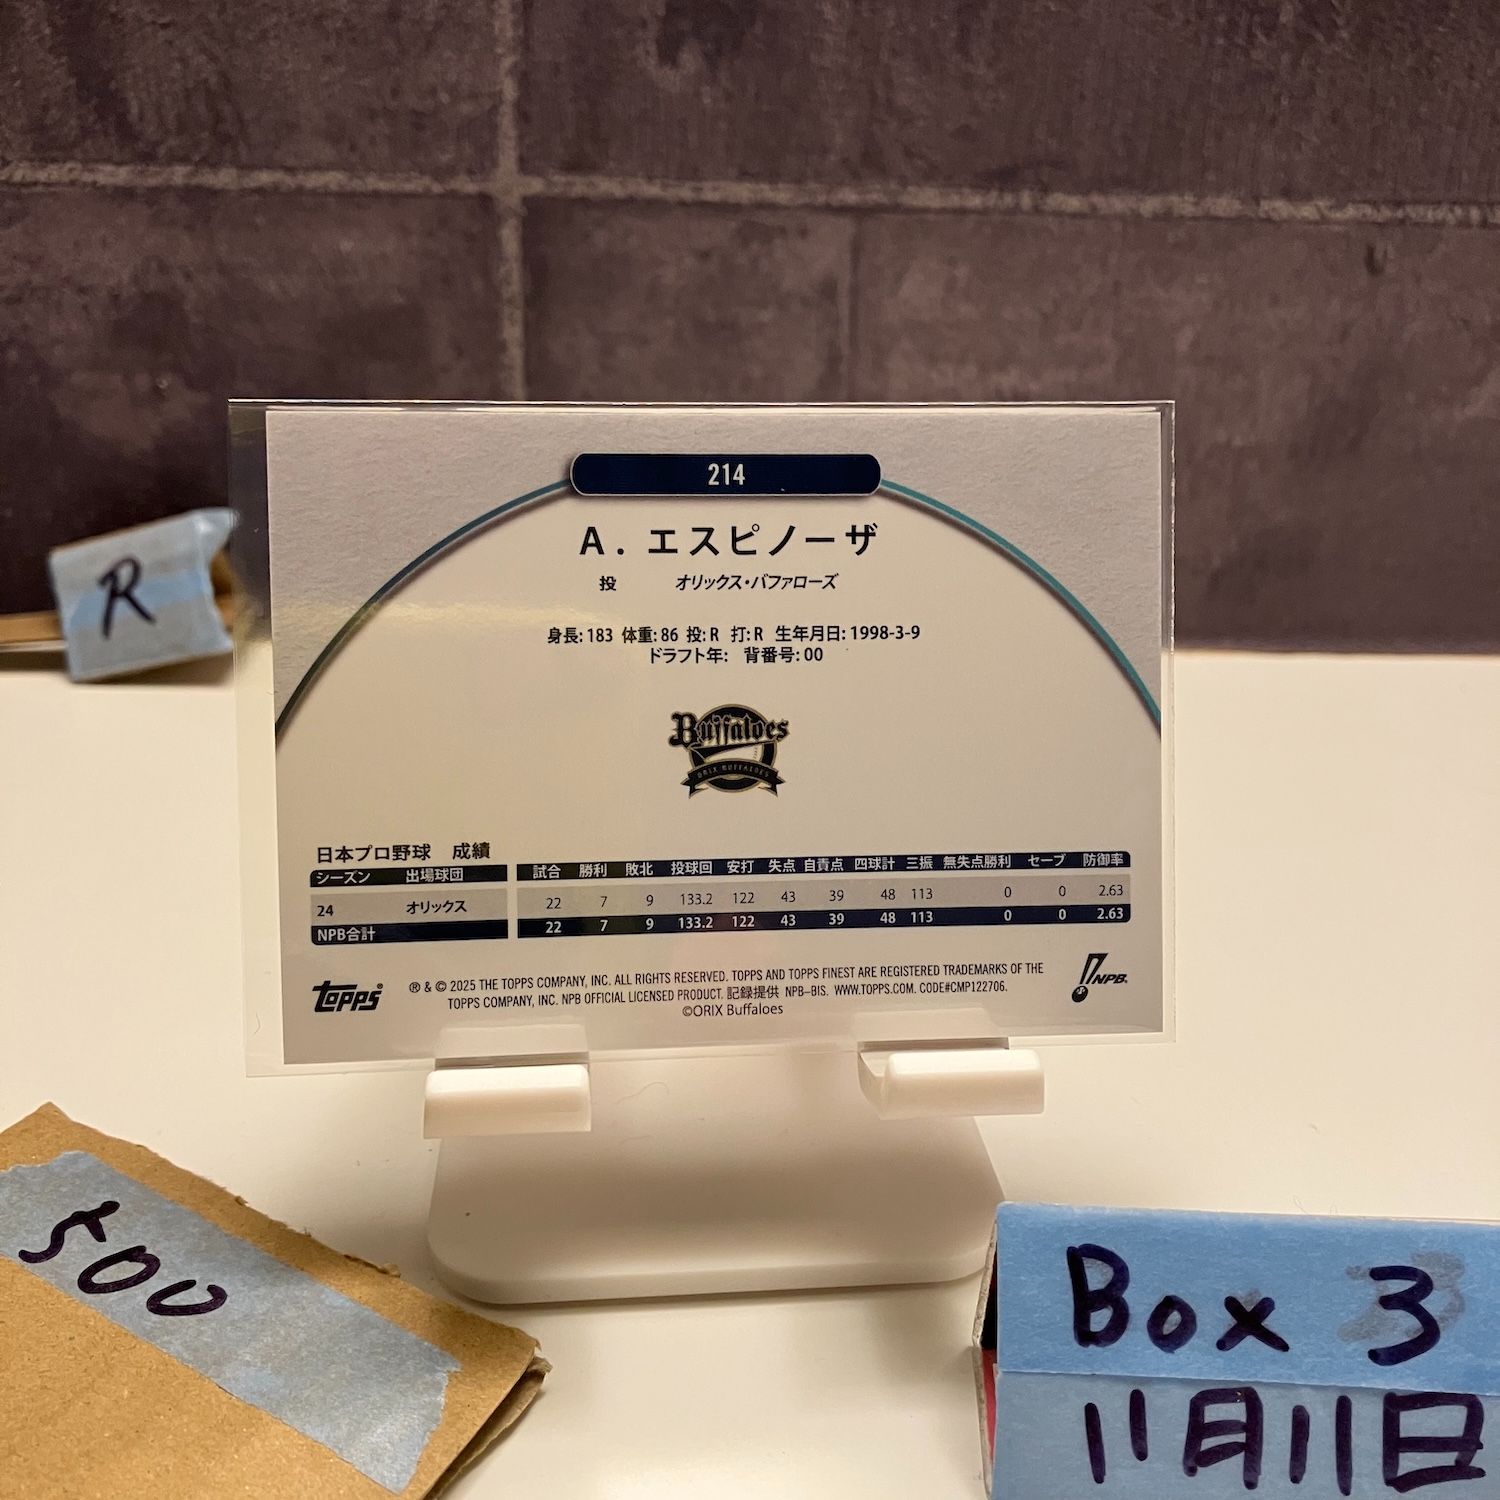 214
A. エスピノーザ
投 オリックス・バファローズ
身長: 183 体重: 86 投: R 打: R 生年月日: 1998-3-9
ドラフト年: 背番号: 00
R
Buffaloes
ORIX BUFFALOES
日本プロ野球 成績
シーズン 出場球団 試合 勝利 敗北 投球回 安打 失点 自責点 四球計 三振 無失点勝利 セーブ 防御率
24 オリックス 22 7 9 133.2 122 43 39 48 113 0 0 2.63
NPB合計 22 7 9 133.2 122 43 39 48 113 0 0 2.63
Topps
® & © 2025 THE TOPPS COMPANY, INC. ALL RIGHTS RESERVED. TOPPS AND TOPPS FINEST ARE REGISTERED TRADEMARKS OF THE
TOPPS COMPANY, INC. NPB OFFICIAL LICENSED PRODUCT. 記録提供 NPB-BIS. WWW.TOPPS.COM. CODE#CMP122706.
©ORIX Buffaloes
NPB
500
Box 3
11月11日